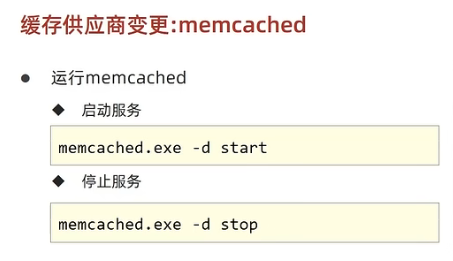 缓存供应商变更:memcached
● 运行memcached
◆ 启动服务
memcached.exe -d start
◆ 停止服务
memcached.exe -d stop